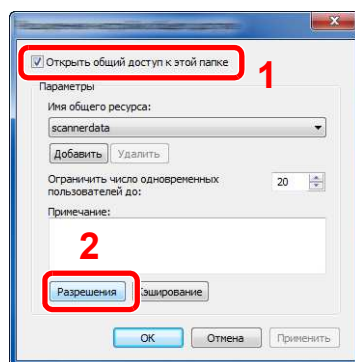 Открыть общий доступ к этой папке
1
Параметры
Имя общего ресурса:
scannerdata
Добавить Удалить
Ограничить число одновременных
пользователей до:
20
Примечание:
2
Разрешения Кэширование
ОК Отмена Применить